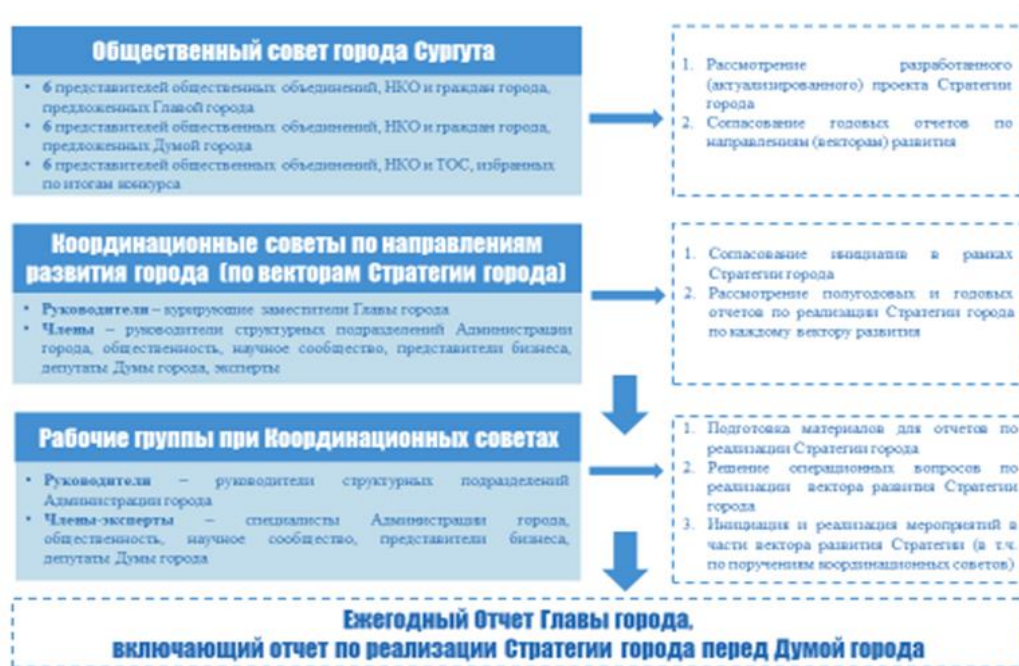 Общественный совет города Сургута
• 6 представителей общественных объединений, НКО и граждан города,
предложенных Главой города
• 6 представителей общественных объединений, НКО и граждан города,
предложенных Думой города
• 6 представителей общественных объединений, НКО и ТОС, избранных
по итогам конкурса
1. Рассмотрение разработанного
(актуализированного) проекта Стратегии
города
2. Согласование годовых отчетов по
направлениям (векторам) развития
Координационные советы по направлениям
развития города (по векторам Стратегии города)
• Руководители – курирующие заместители Главы города
• Члены – руководители структурных подразделений Администрации
города, общественность, научное сообщество, представители бизнеса,
депутаты Думы города, эксперты
1. Согласование инициатив в рамках
Стратегии города
2. Рассмотрение полугодовых и годовых
отчетов по реализации Стратегии города
по каждому вектору развития
Рабочие группы при Координационных советах
• Руководители – руководители структурных подразделений
Администрации города
• Члены-эксперты – специалисты Администрации города,
общественность, научное сообщество, представители бизнеса,
депутаты Думы города
1. Подготовка материалов для отчетов по
реализации Стратегии города
2. Решение операционных вопросов по
реализации вектора развития Стратегии
города
3. Инициация и реализация мероприятий в
части вектора развития Стратегии (в т.ч.
по поручениям координационных советов)
Ежегодный Отчет Главы города,
включающий отчет по реализации Стратегии города перед Думой города